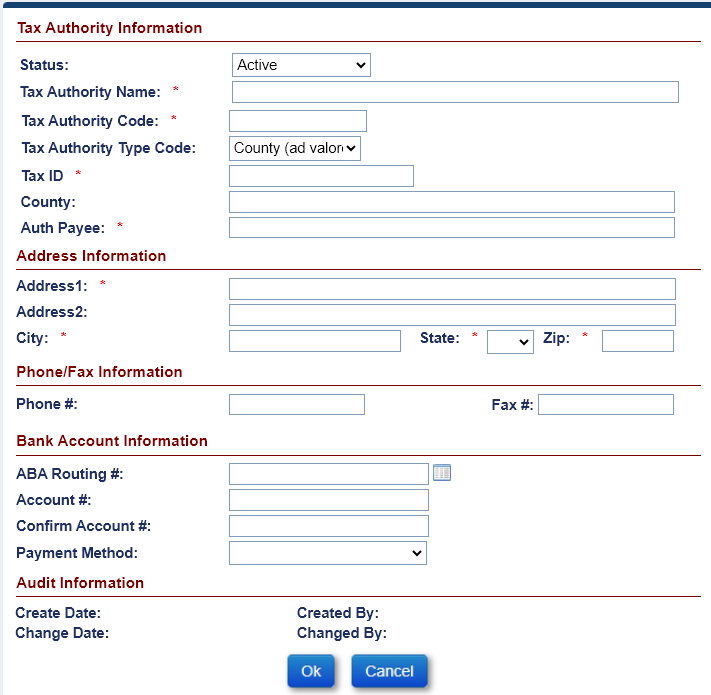 Tax Authority Information
Status: Active
Tax Authority Name: *
Tax Authority Code: *
Tax Authority Type Code: County (ad valor
Tax ID *
County:
Auth Payee: *
Address Information
Address1: *
Address2:
City: * State: * Zip: *
Phone/Fax Information
Phone #: Fax #:
Bank Account Information
ABA Routing #:
Account #:
Confirm Account #:
Payment Method:
Audit Information
Create Date: Created By:
Change Date: Changed By:
Ok Cancel